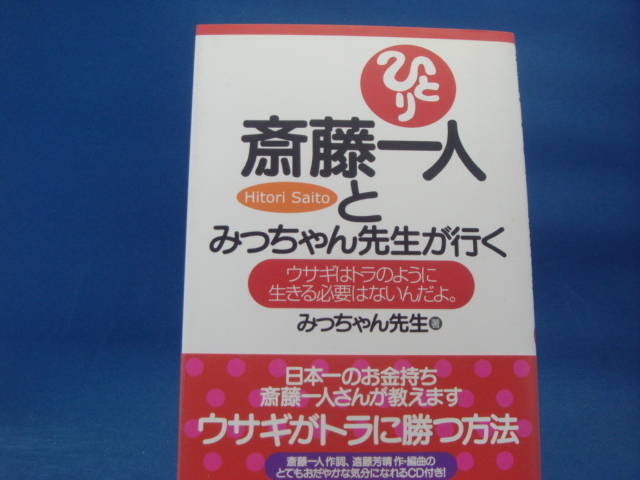 ひとり
斎藤一人
Hitori Saito
と
みっちゃん先生が行く
ウサギはトラのように
生きる必要はないんだよ。
みっちゃん先生 著
日本一のお金持ち
斎藤一人さんが教えます
ウサギがトラに勝つ方法
斎藤一人作詞、遠藤芳晴 作・編曲の
とてもおだやかな気分になれるCD付き!